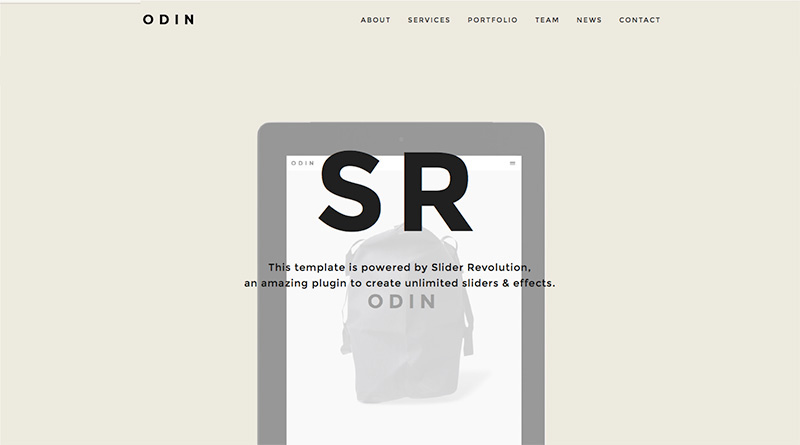 ODIN
ABOUT SERVICES PORTFOLIO TEAM NEWS CONTACT
ODIN
SR
This template is powered by Slider Revolution,
an amazing plugin to create unlimited sliders & effects.
ODIN